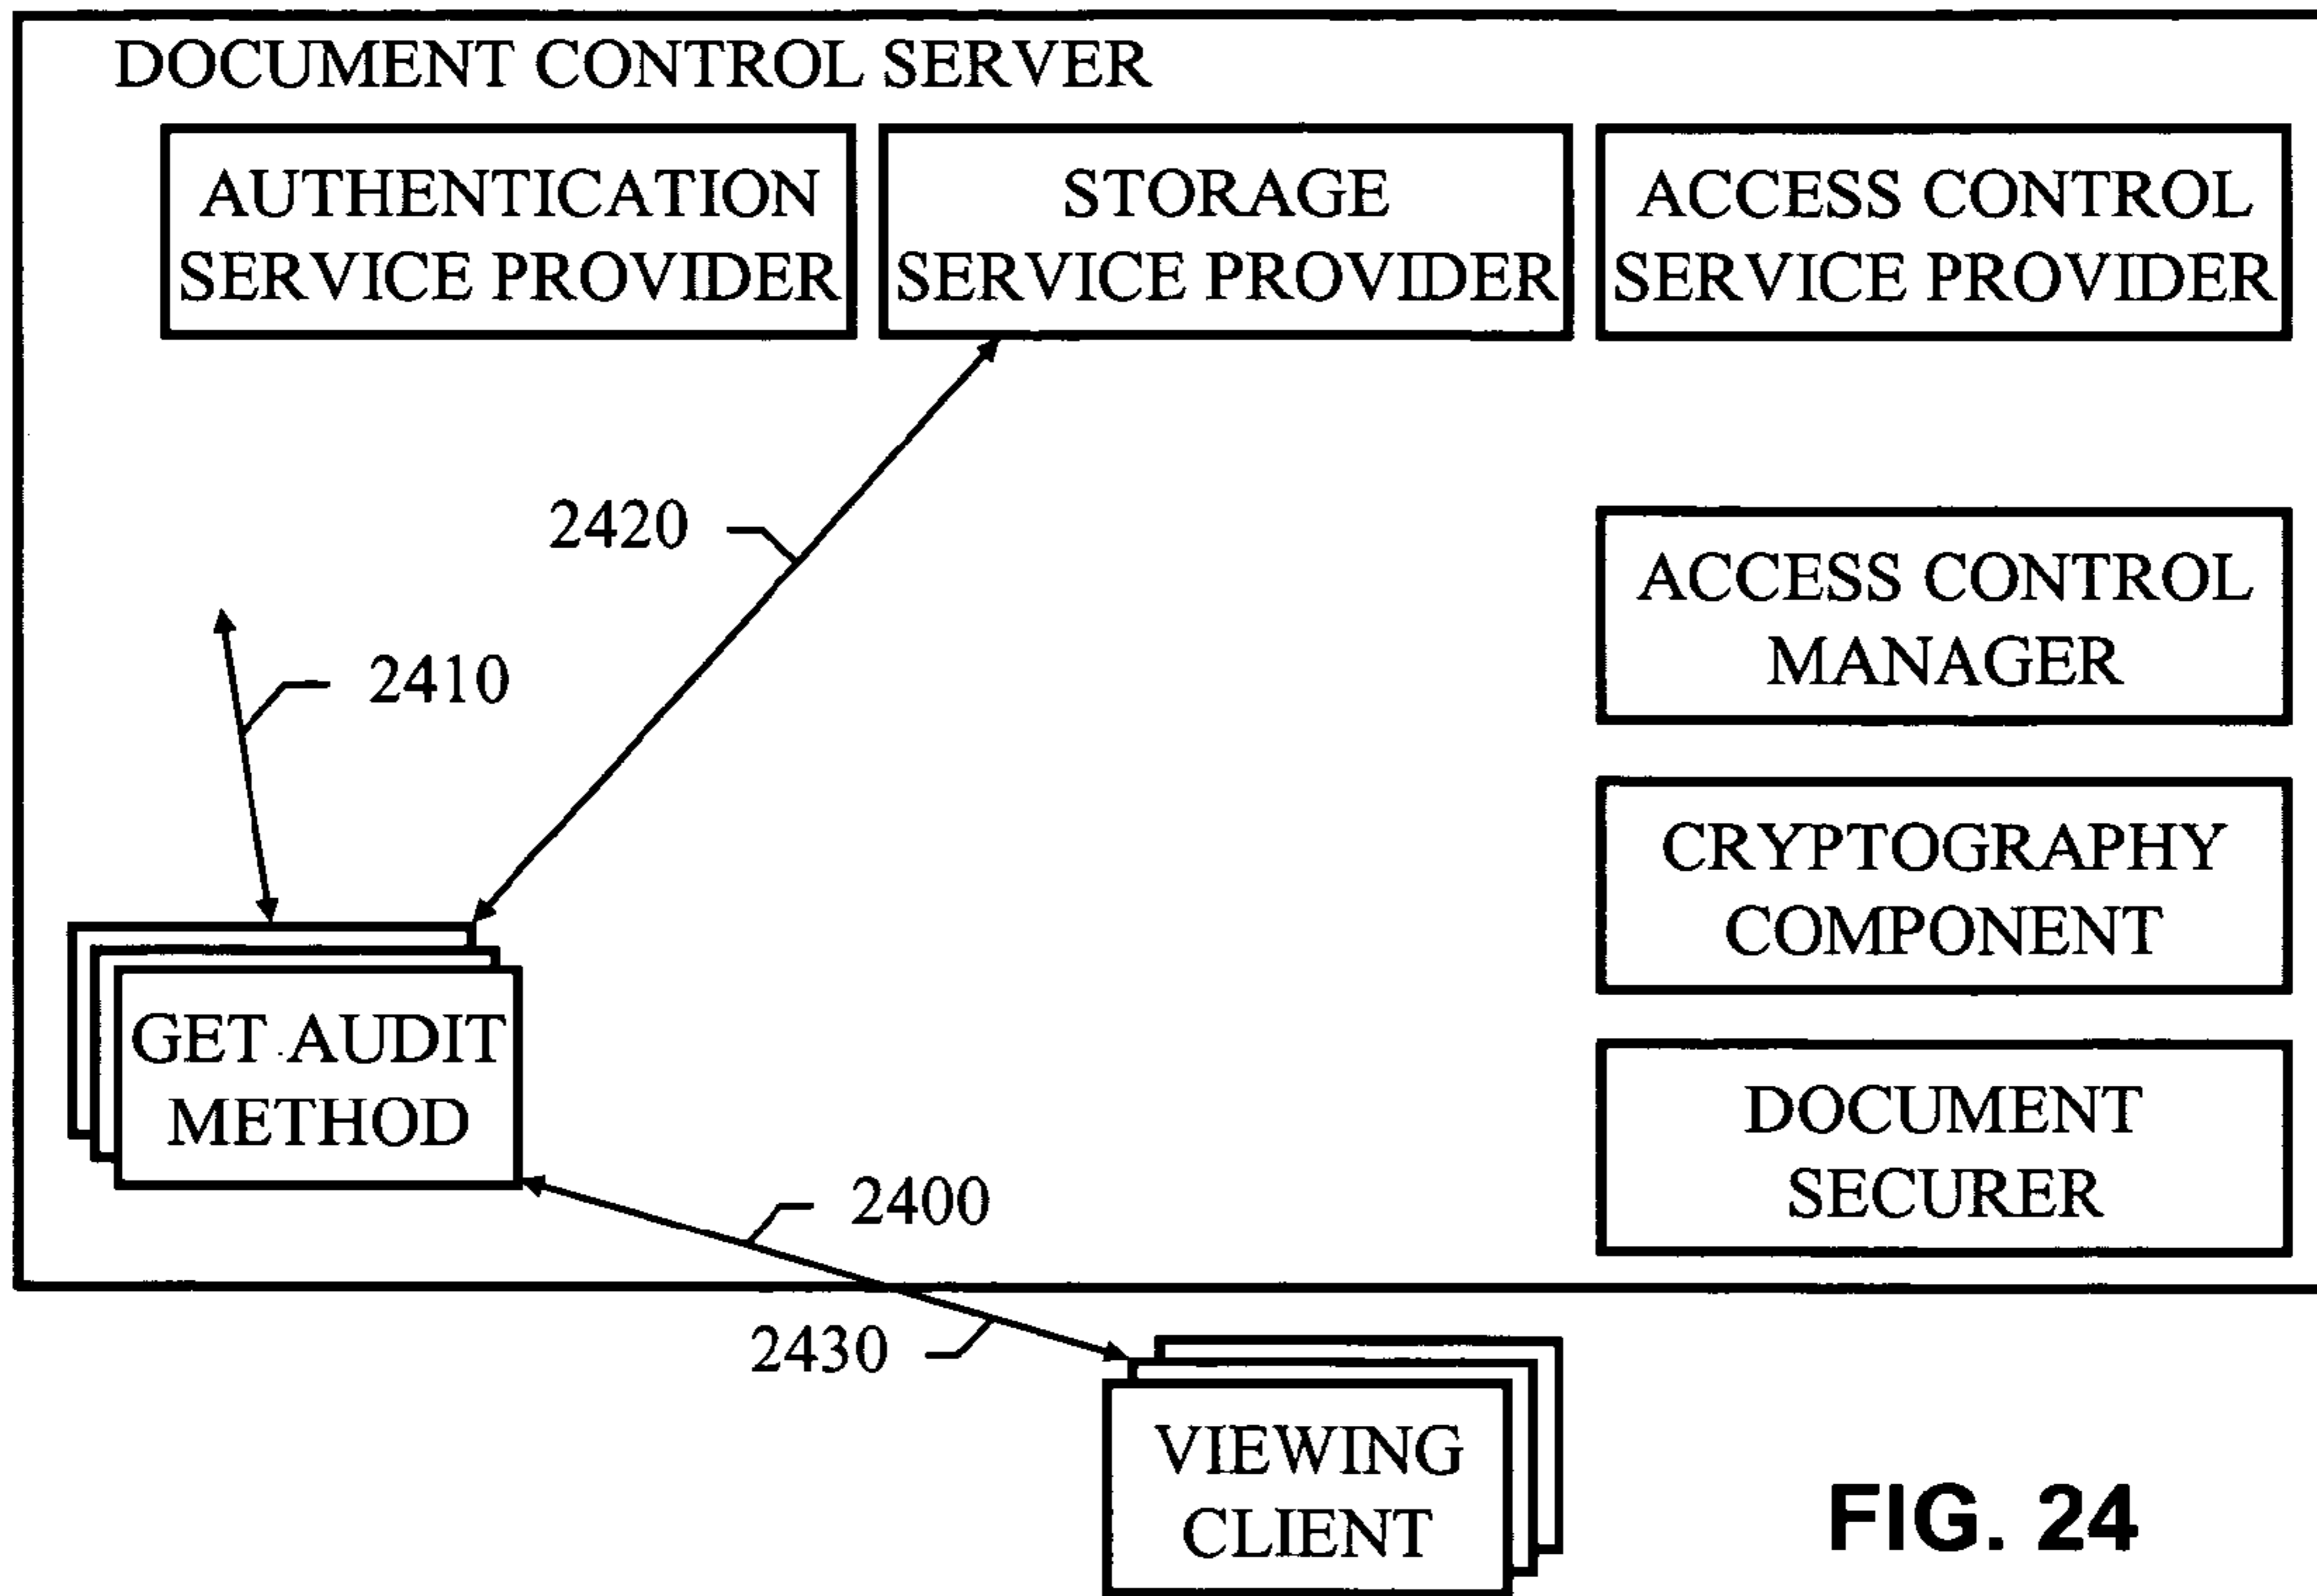 DOCUMENT CONTROL SERVER
AUTHENTICATION
SERVICE PROVIDER
STORAGE
SERVICE PROVIDER
ACCESS CONTROL
SERVICE PROVIDER
2420
ACCESS CONTROL
MANAGER
2410
CRYPTOGRAPHY
COMPONENT
GET AUDIT
METHOD
DOCUMENT
SECURER
2400
2430
VIEWING
CLIENT
FIG. 24